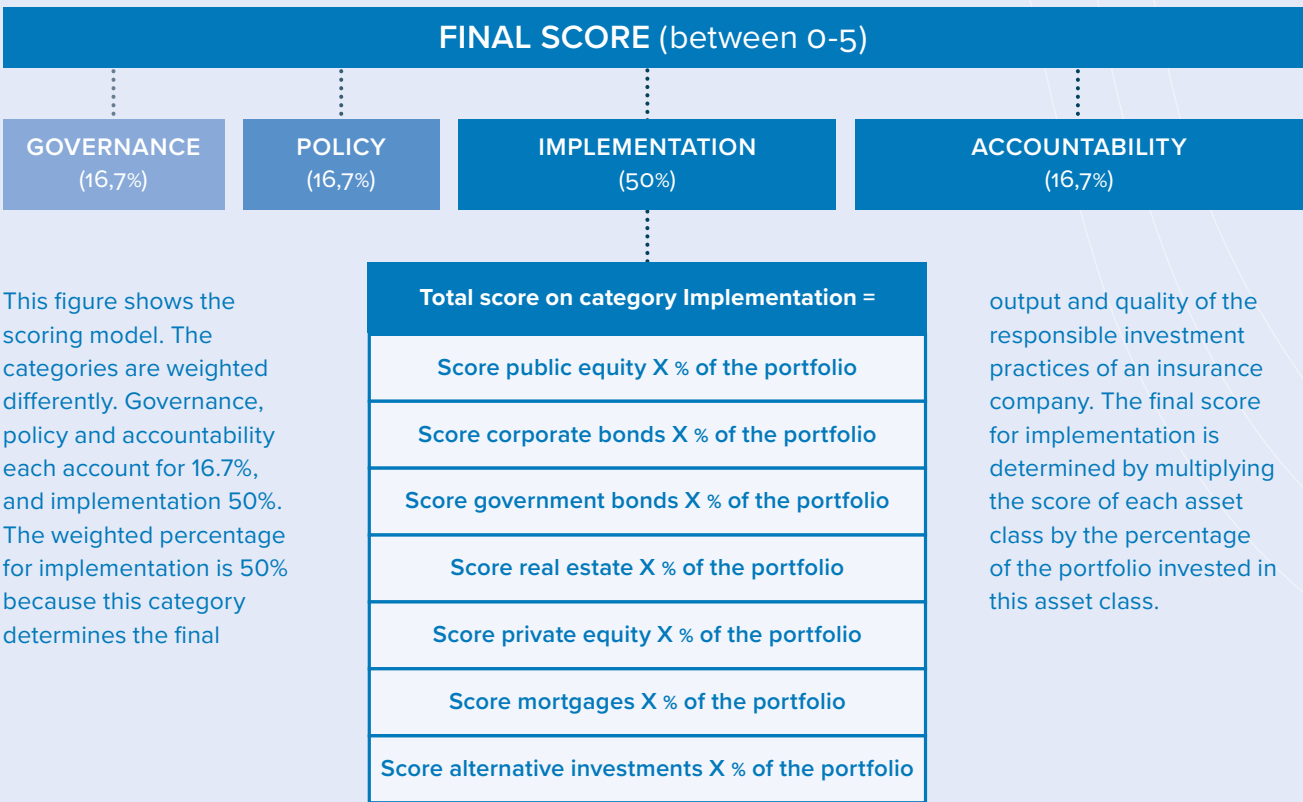 FINAL SCORE (between 0-5)
GOVERNANCE
(16,7%)
POLICY
(16,7%)
IMPLEMENTATION
(50%)
ACCOUNTABILITY
(16,7%)
This figure shows the
scoring model. The
categories are weighted
differently. Governance,
policy and accountability
each account for 16.7%,
and implementation 50%.
The weighted percentage
for implementation is 50%
because this category
determines the final
Total score on category Implementation =
Score public equity X % of the portfolio
Score corporate bonds X % of the portfolio
Score government bonds X % of the portfolio
Score real estate X % of the portfolio
Score private equity X % of the portfolio
Score mortgages X % of the portfolio
Score alternative investments X % of the portfolio
output and quality of the
responsible investment
practices of an insurance
company. The final score
for implementation is
determined by multiplying
the score of each asset
class by the percentage
of the portfolio invested in
this asset class.